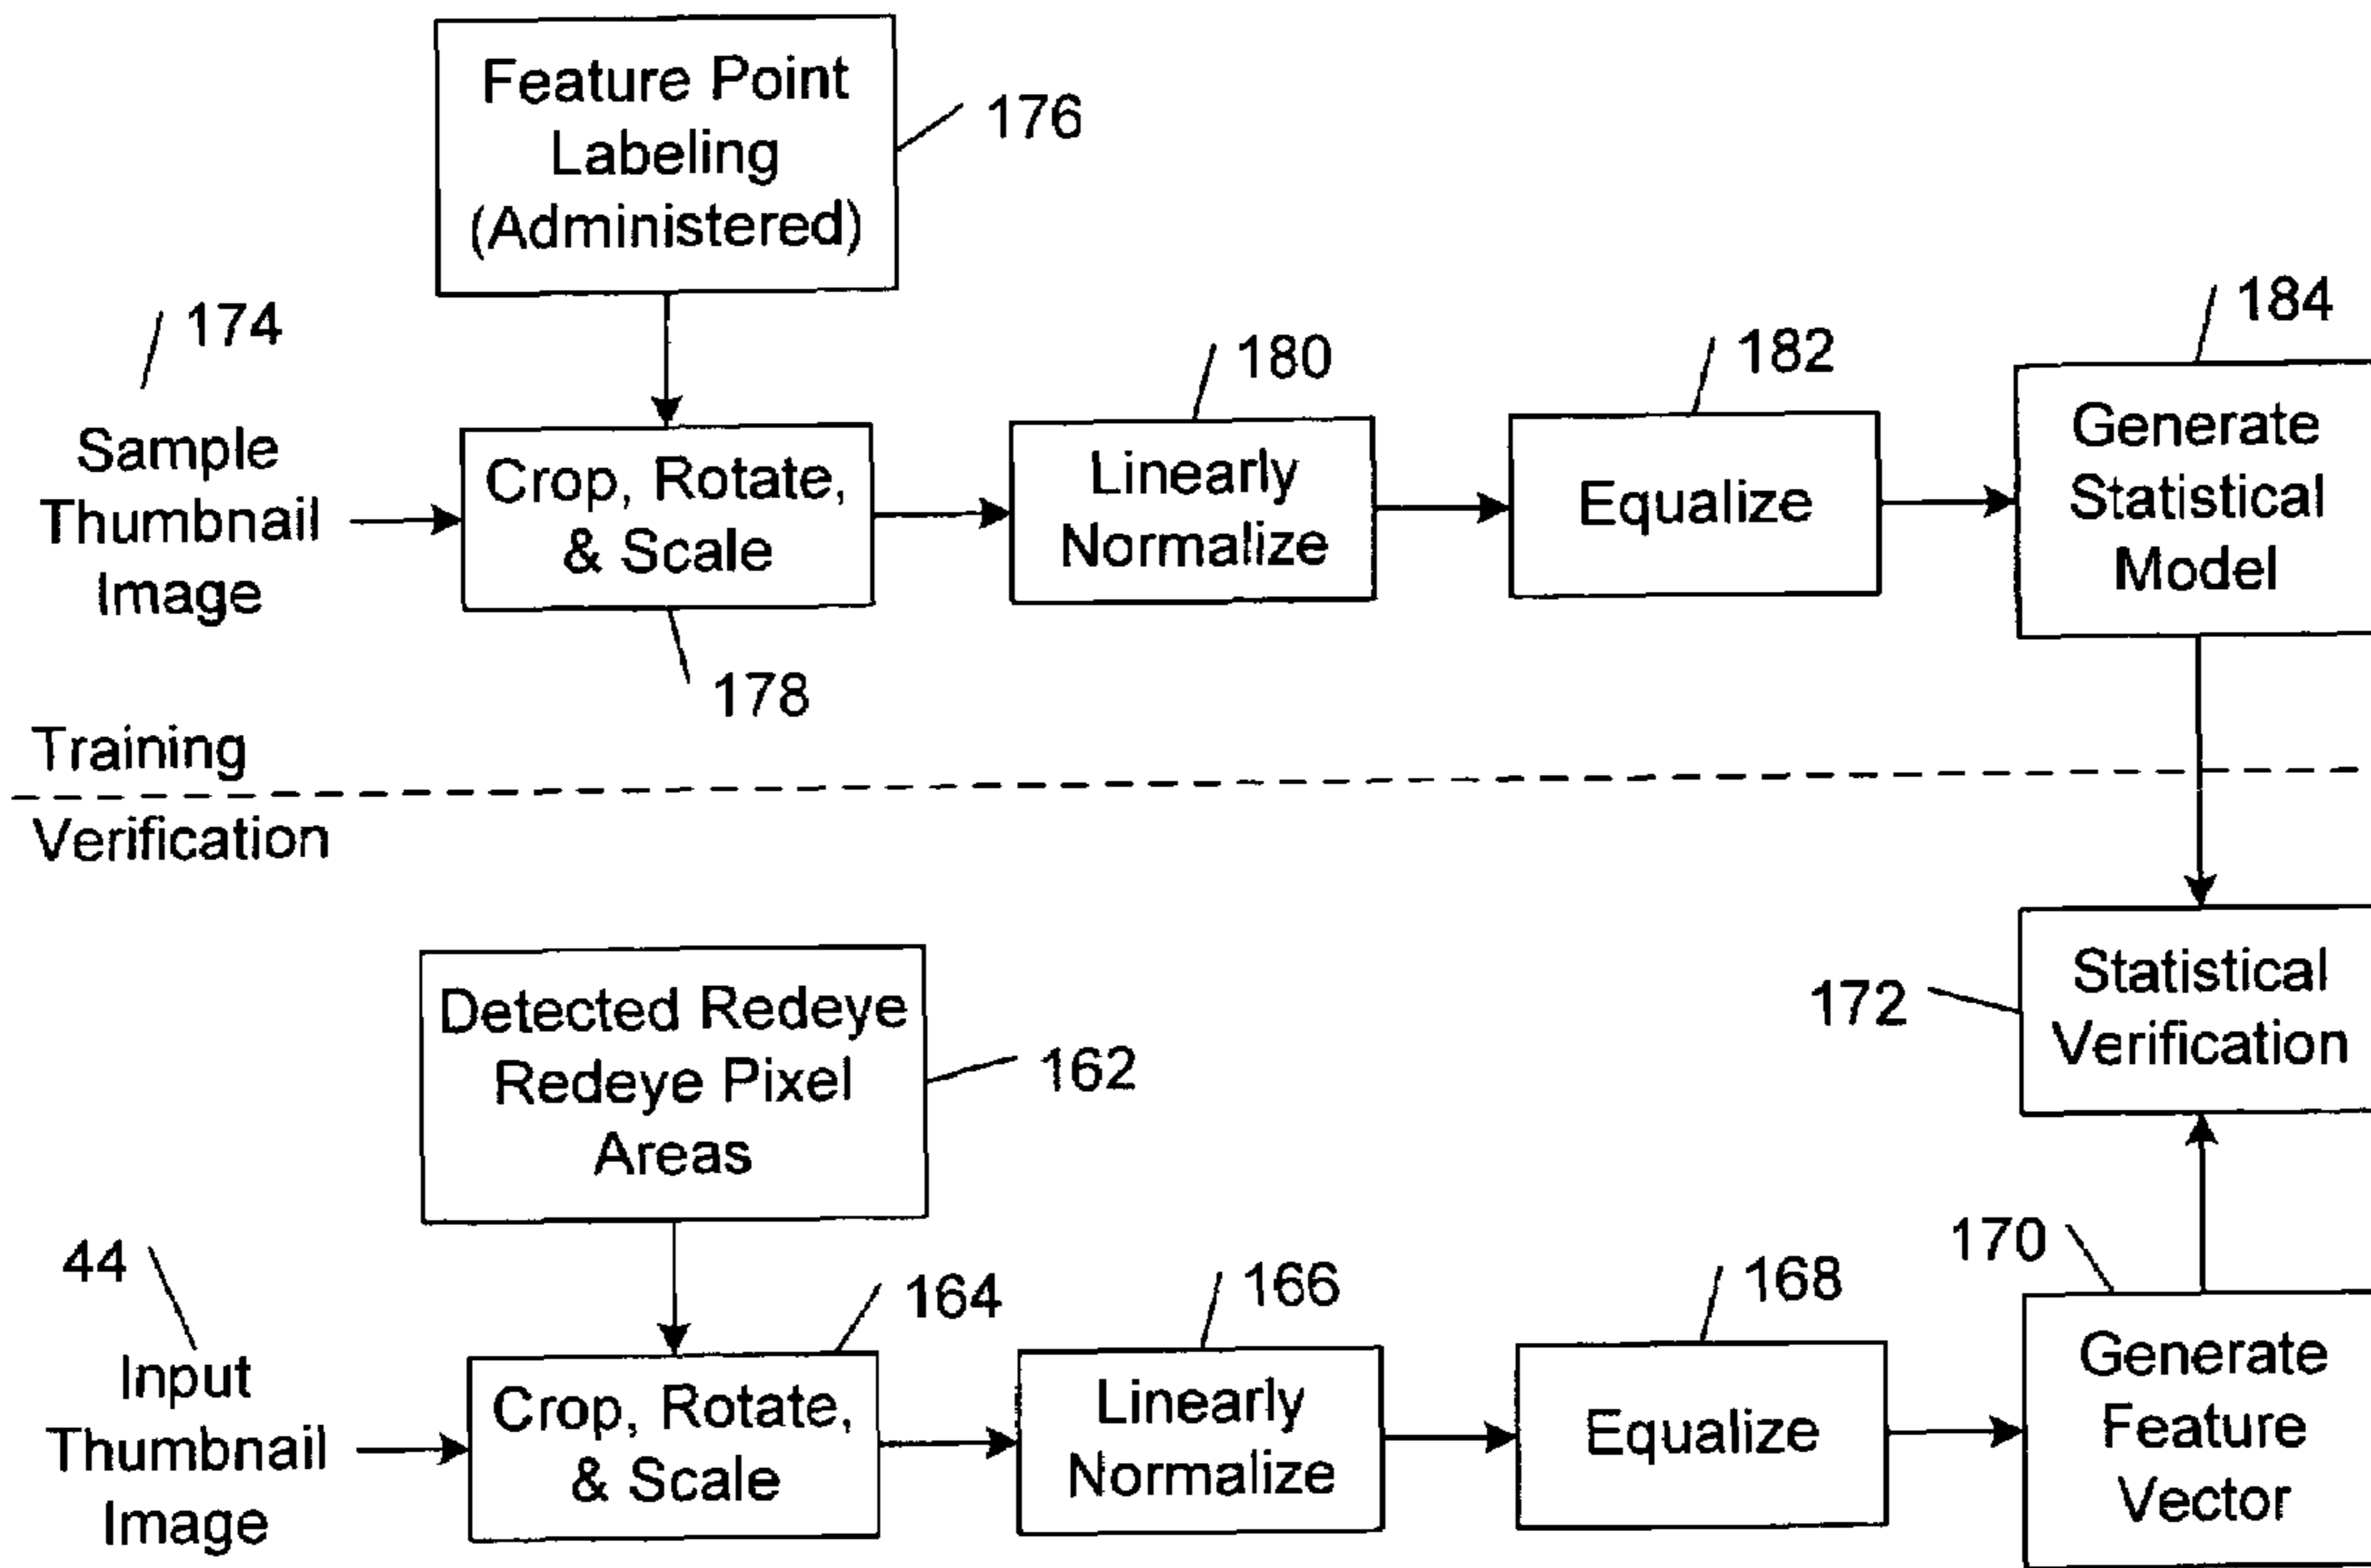 Feature Point
Labeling
(Administered)
176
174
Sample
Thumbnail
Image
Crop, Rotate,
& Scale
178
180
Linearly
Normalize
182
Equalize
184
Generate
Statistical
Model
Training
Verification
Detected Redeye
Redeye Pixel
Areas
162
172
Statistical
Verification
44
Input
Thumbnail
Image
164
Crop, Rotate,
& Scale
166
Linearly
Normalize
168
Equalize
170
Generate
Feature
Vector